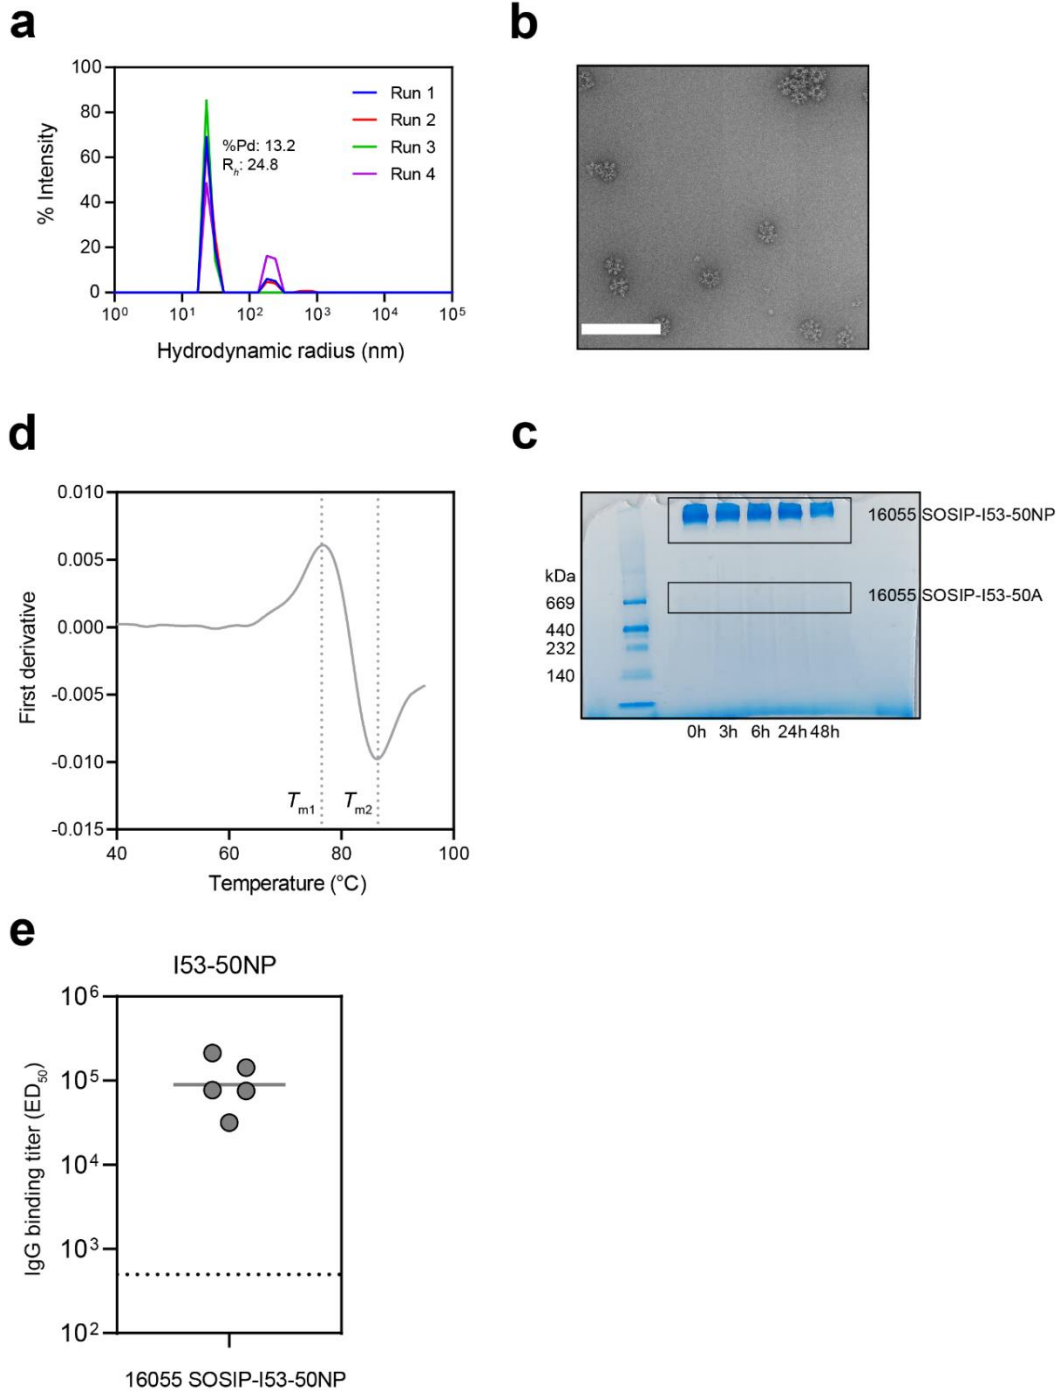 a
100
80
60
40
20
0
% Intensity
10⁰ 10¹ 10² 10³ 10⁴ 10⁵
Hydrodynamic radius (nm)
%Pd: 13.2
Rₕ: 24.8
Run 1
Run 2
Run 3
Run 4
b
d
0.010
0.005
0.000
-0.005
-0.010
-0.015
First derivative
Tm1 Tm2
40 60 80 100
Temperature (°C)
c
16055 SOSIP-I53-50NP
16055 SOSIP-I53-50A
kDa
669
440
232
140
0h 3h 6h 24h 48h
e
I53-50NP
10⁶
10⁵
10⁴
10³
10²
IgG binding titer (ED₅₀)
16055 SOSIP-I53-50NP